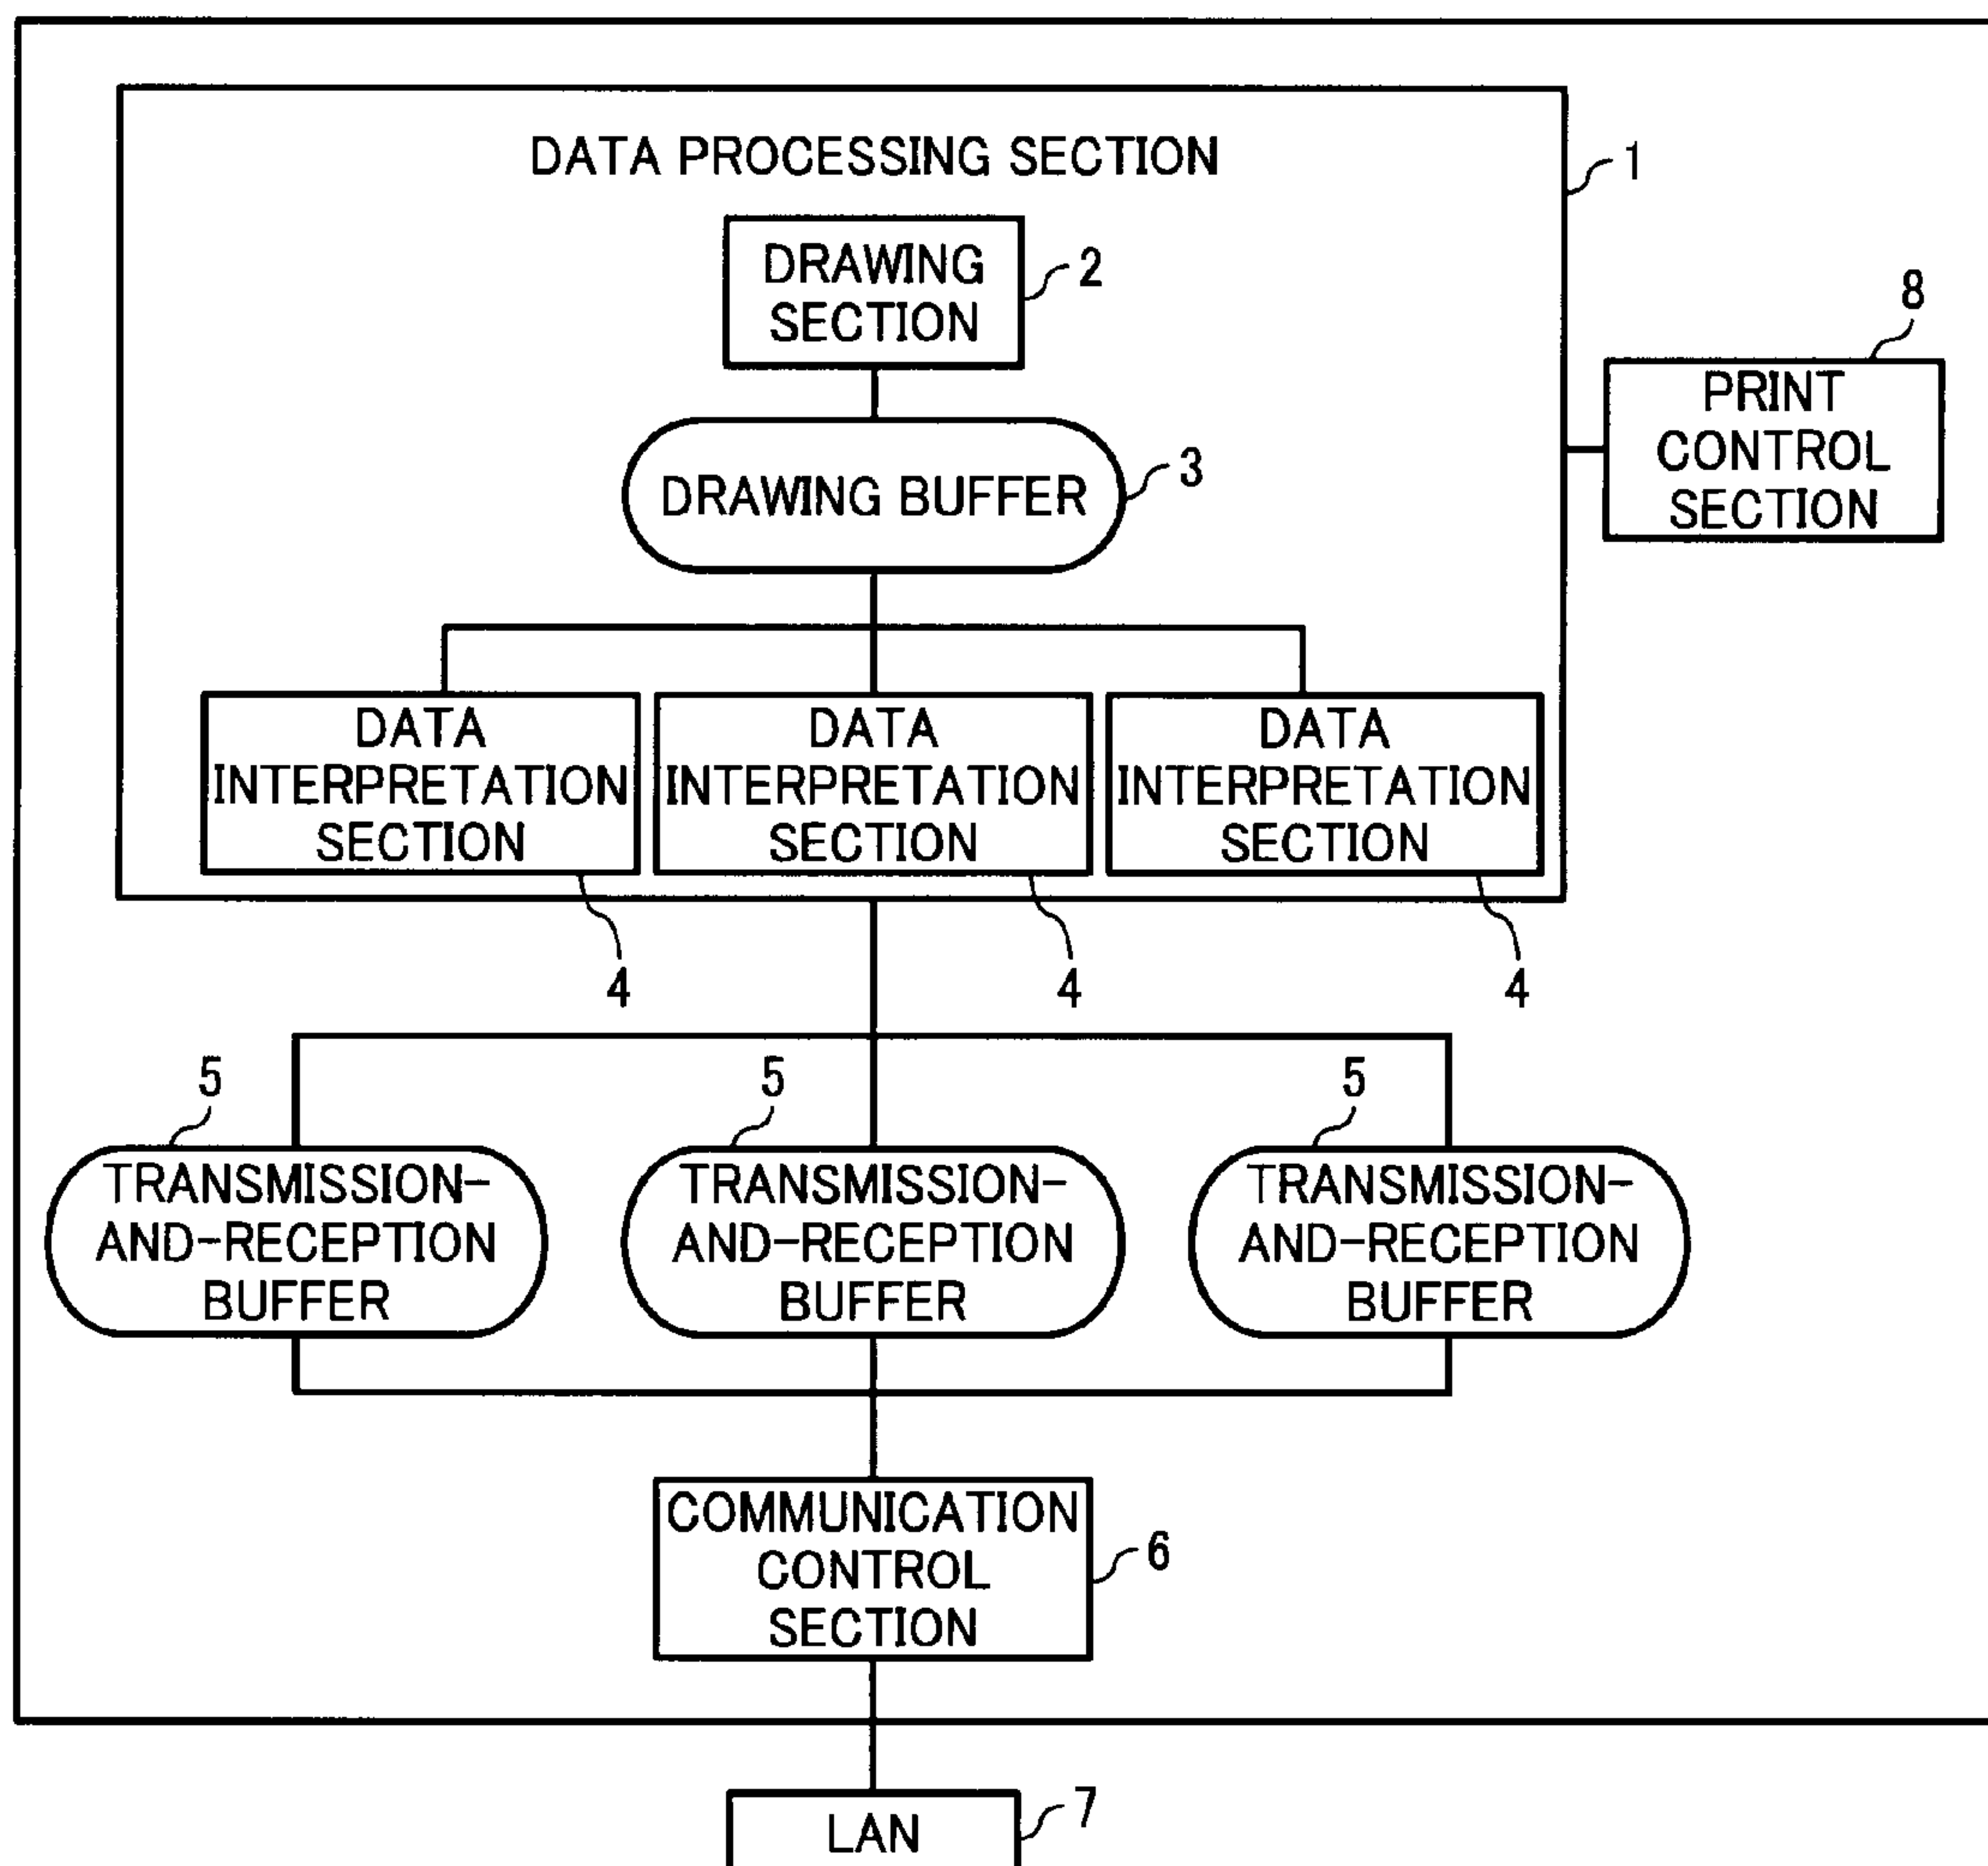 DATA PROCESSING SECTION
1
DRAWING
SECTION
2
8
PRINT
CONTROL
SECTION
DRAWING BUFFER
3
DATA
INTERPRETATION
SECTION
DATA
INTERPRETATION
SECTION
DATA
INTERPRETATION
SECTION
4
4
4
5
5
5
TRANSMISSION-
AND-RECEPTION
BUFFER
TRANSMISSION-
AND-RECEPTION
BUFFER
TRANSMISSION-
AND-RECEPTION
BUFFER
COMMUNICATION
CONTROL
SECTION
6
LAN
7